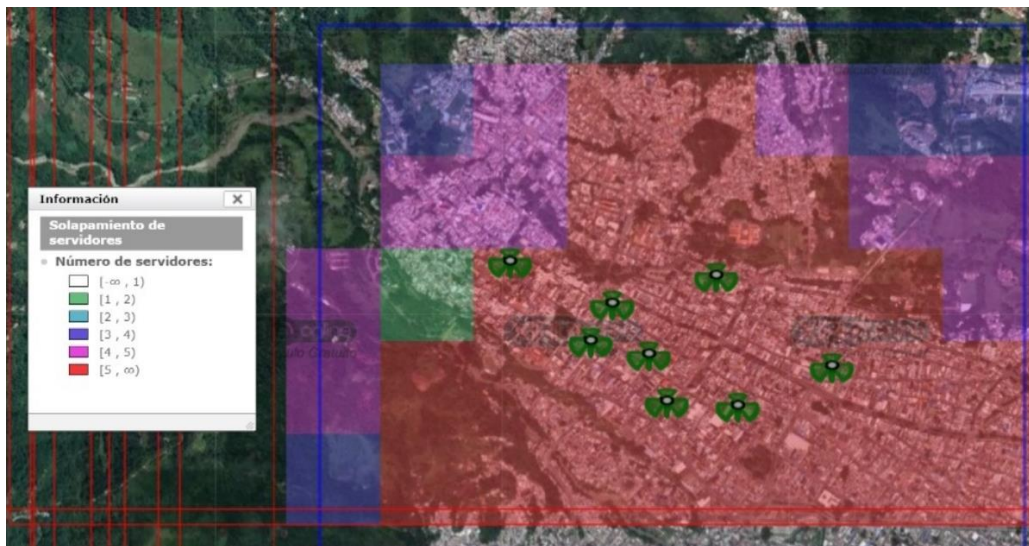 Información
Solapamiento de
servidores
Número de servidores:
[-∞ , 1)
[1 , 2)
[2 , 3)
[3 , 4)
[4 , 5)
[5 , ∞)